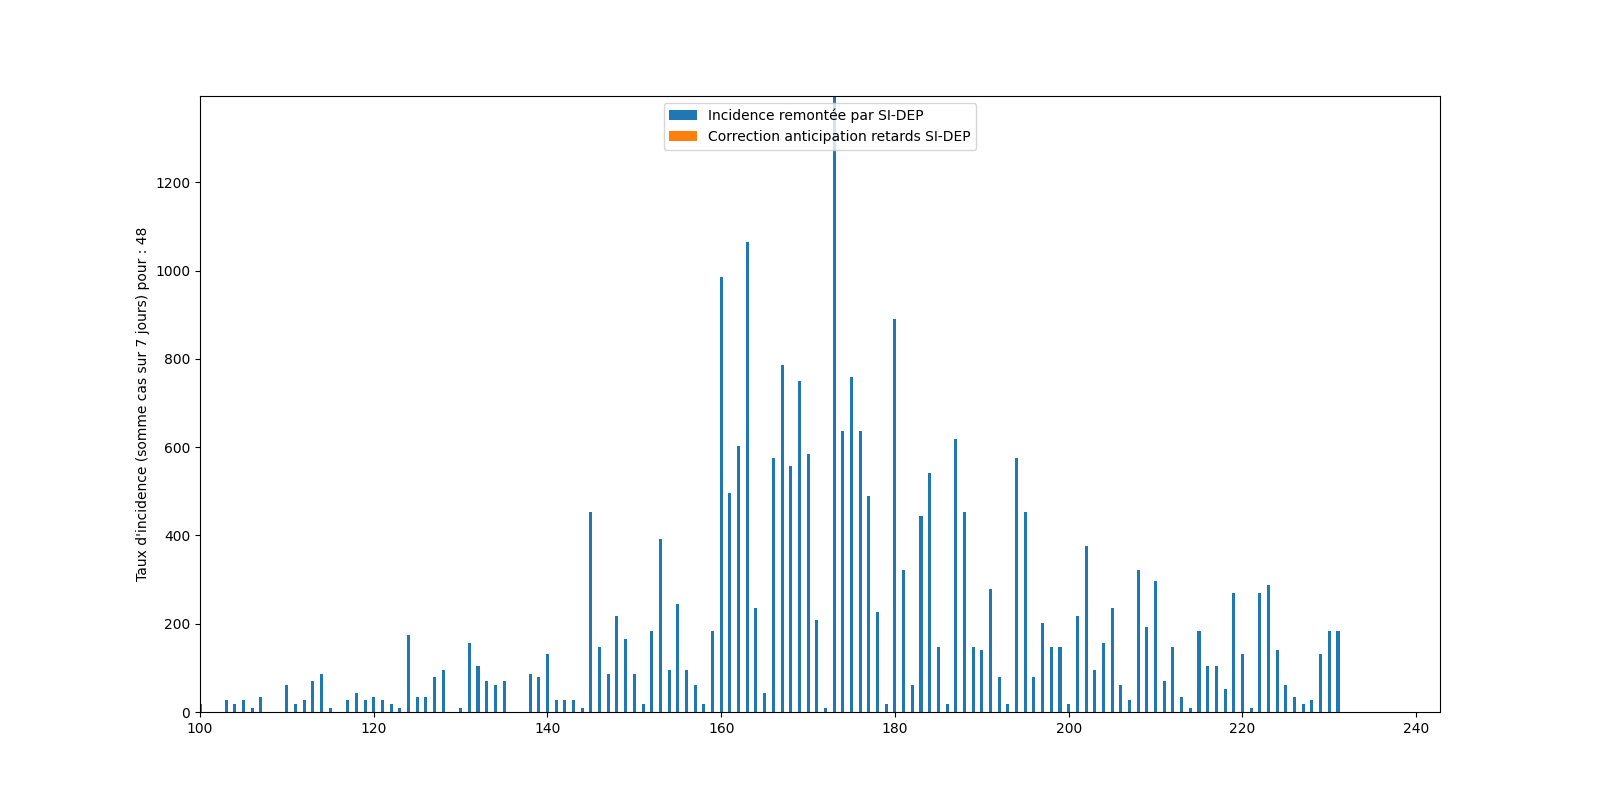 Incidence remontée par SI-DEP
Correction anticipation retards SI-DEP
Taux d'incidence (somme cas sur 7 jours) pour : 48
1200
1000
800
600
400
200
0
100 120 140 160 180 200 220 240